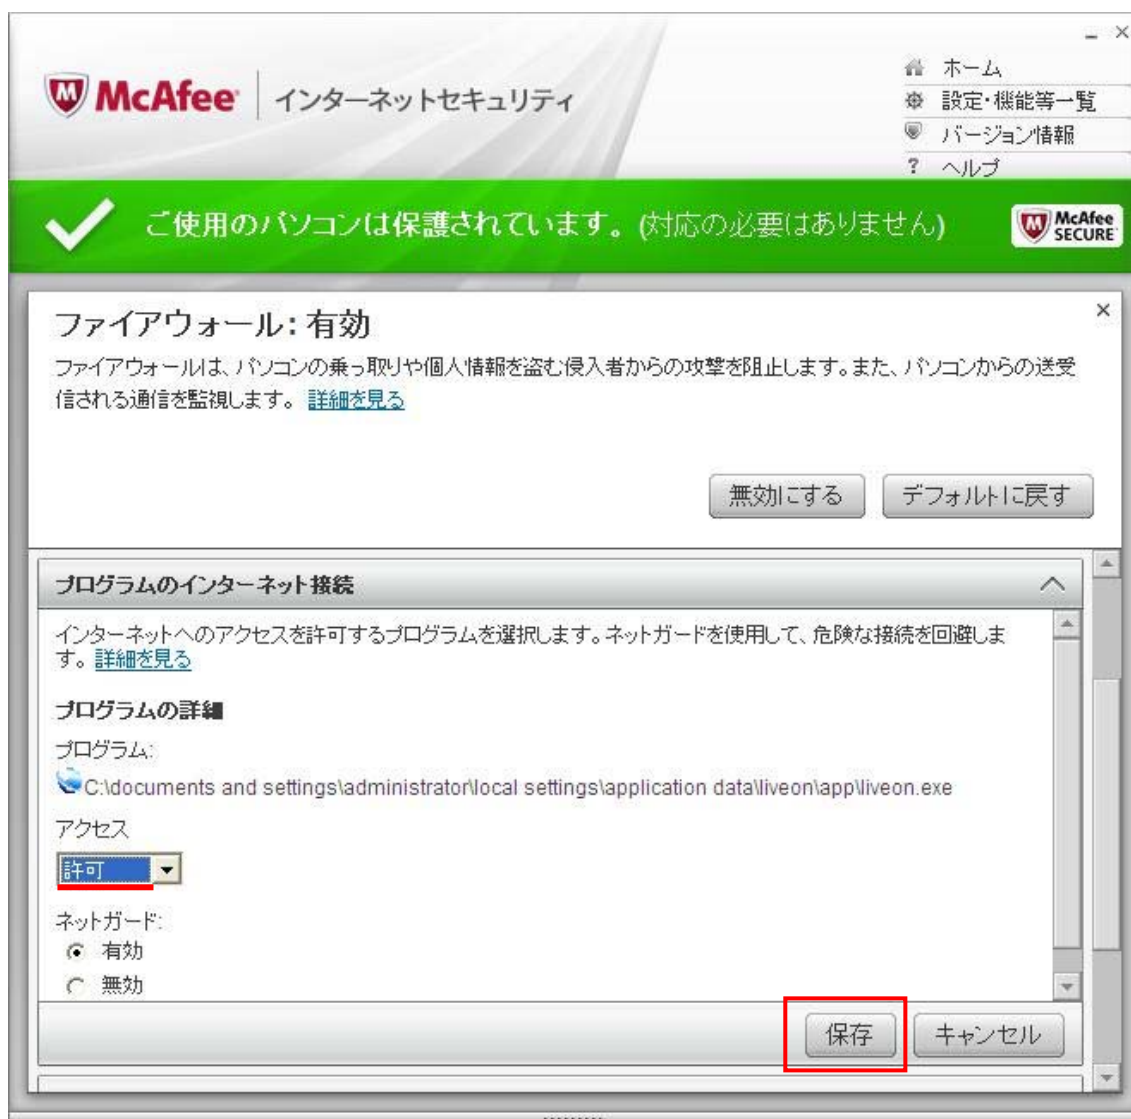 McAfee インターネットセキュリティ
ホーム
設定・機能等一覧
バージョン情報
? ヘルプ
ご使用のパソコンは保護されています。(対応の必要はありません)
McAfee
SECURE
ファイアウォール: 有効
ファイアウォールは、パソコンの乗っ取りや個人情報を盗む侵入者からの攻撃を阻止します。また、パソコンからの送受
信される通信を監視します。 詳細を見る
無効にする デフォルトに戻す
プログラムのインターネット接続
インターネットへのアクセスを許可するプログラムを選択します。ネットガードを使用して、危険な接続を回避しま
す。詳細を見る
プログラムの詳細
プログラム:
C:\documents and settings\administrator\local settings\application data\liveon\app\liveon.exe
アクセス
許可
ネットガード:
有効
無効
保存 キャンセル